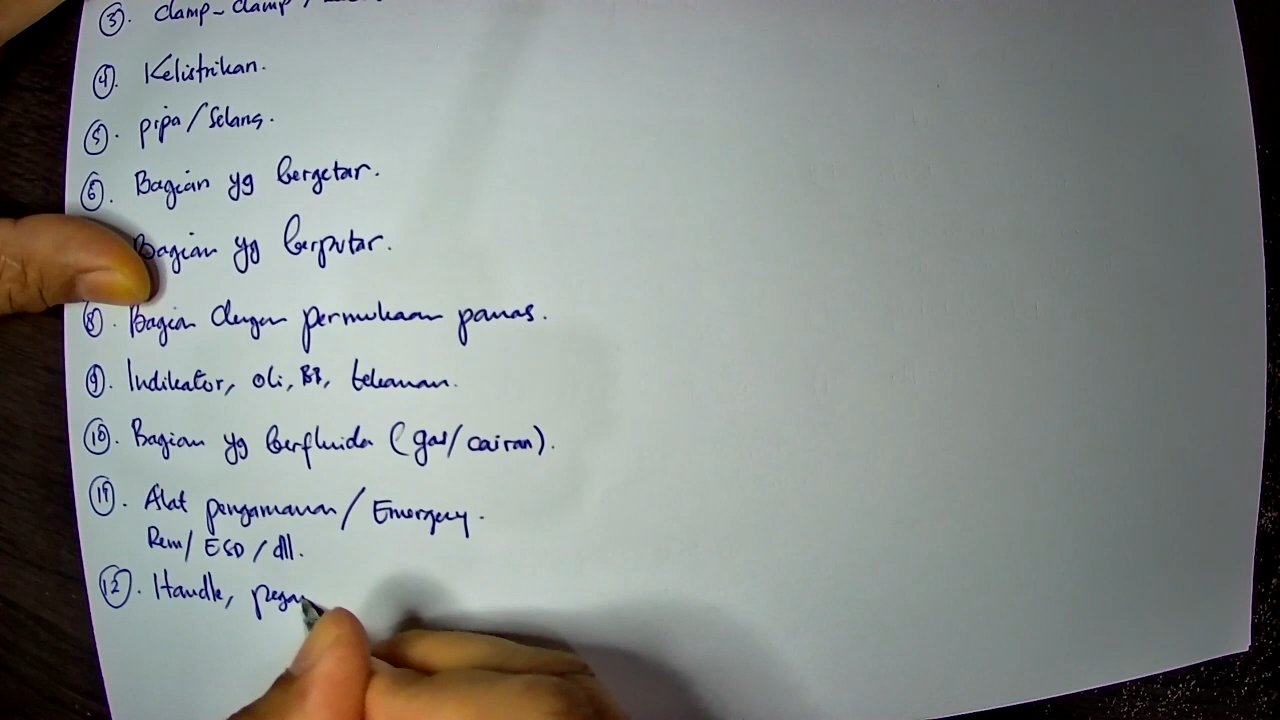 3. Clamp-clamp /
4. Kelistrikan.
5. pipa/Selang.
6. Bagian yg bergetar.
Bagian yg berputar.
8. Bagian dengan permukaan panas.
9. Indikator, oli, BB, tekanan.
10. Bagian yg berfluida (gas/cairan).
11. Alat pengamanan/Emergency.
Rem/ ESD/dll.
12. Handle, pegan